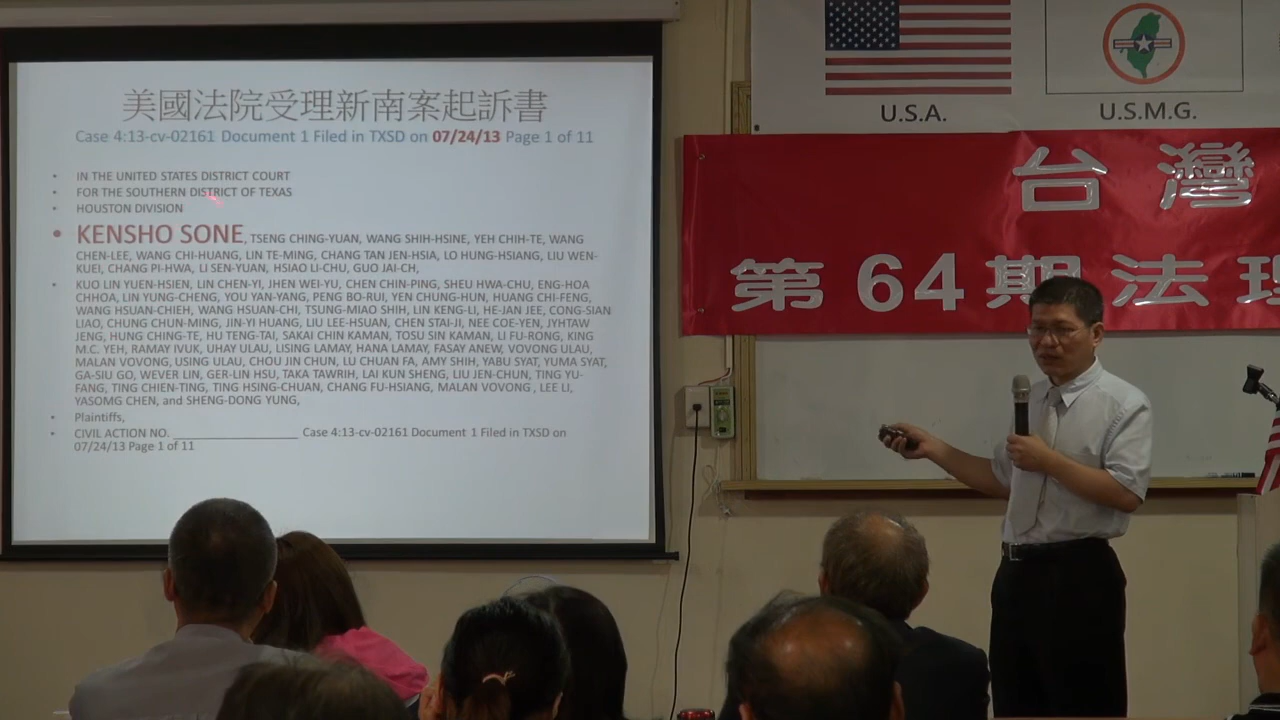 美國法院受理新南案起訴書
Case 4:13-cv-02161 Document 1 Filed in TXSD on 07/24/13 Page 1 of 11
• IN THE UNITED STATES DISTRICT COURT
• FOR THE SOUTHERN DISTRICT OF TEXAS
• HOUSTON DIVISION
• KENSHO SONE, TSENG CHING-YUAN, WANG SHIH-HSINE, YEH CHIH-TE, WANG
CHEN-LEE, WANG CHI-HUANG, LIN TE-MING, CHANG TAN JEN-HSIA, LO HUNG-HSIANG, LIU WEN-
KUEI, CHANG PI-HWA, LI SEN-YUAN, HSIAO LI-CHU, GUO JAI-CH,
• KUO LIN YUEN-HSIEN, LIN CHEN-YI, JHEN WEI-YU, CHEN CHIN-PING, SHEU HWA-CHU, ENG-HOA
CHHOA, LIN YUNG-CHENG, YOU YAN-YANG, PENG BO-RUI, YEN CHUNG-HUN, HUANG CHI-FENG,
WANG HSUAN-CHIEH, WANG HSUAN-CHI, TSUNG-MIAO SHIH, LIN KENG-LI, HE-JAN JEE, CONG-SIAN
LIAO, CHUNG CHUN-MING, JIN-YI HUANG, LIU LEE-HSUAN, CHEN STAI-JI, NEE COE-YEN, JYHTAW
JENG, HUNG CHING-TE, HU TENG-TAI, SAKAI CHIN KAMAN, TOSU SIN KAMAN, LI FU-RONG, KING
M.C. YEH, RAMAY IVUK, UHAY ULAU, LISING LAMAY, HANA LAMAY, FASAY ANEW, VOVONG ULAU,
MALAN VOVONG, USING ULAU, CHOU JIN CHUN, LU CHUAN FA, AMY SHIH, YABU SYAT, YUMA SYAT,
GA-SIU GO, WEVER LIN, GER-LIN HSU, TAKA TAWRIH, LAI KUN SHENG, LIU JEN-CHUN, TING YU-
FANG, TING CHIEN-TING, TING HSING-CHUAN, CHANG FU-HSIANG, MALAN VOVONG , LEE LI,
YASOMG CHEN, and SHENG-DONG YUNG,
• Plaintiffs,
• CIVIL ACTION NO. ____________________ Case 4:13-cv-02161 Document 1 Filed in TXSD on
07/24/13 Page 1 of 11
U.S.A.
U.S.M.G.
台灣
第64期法理